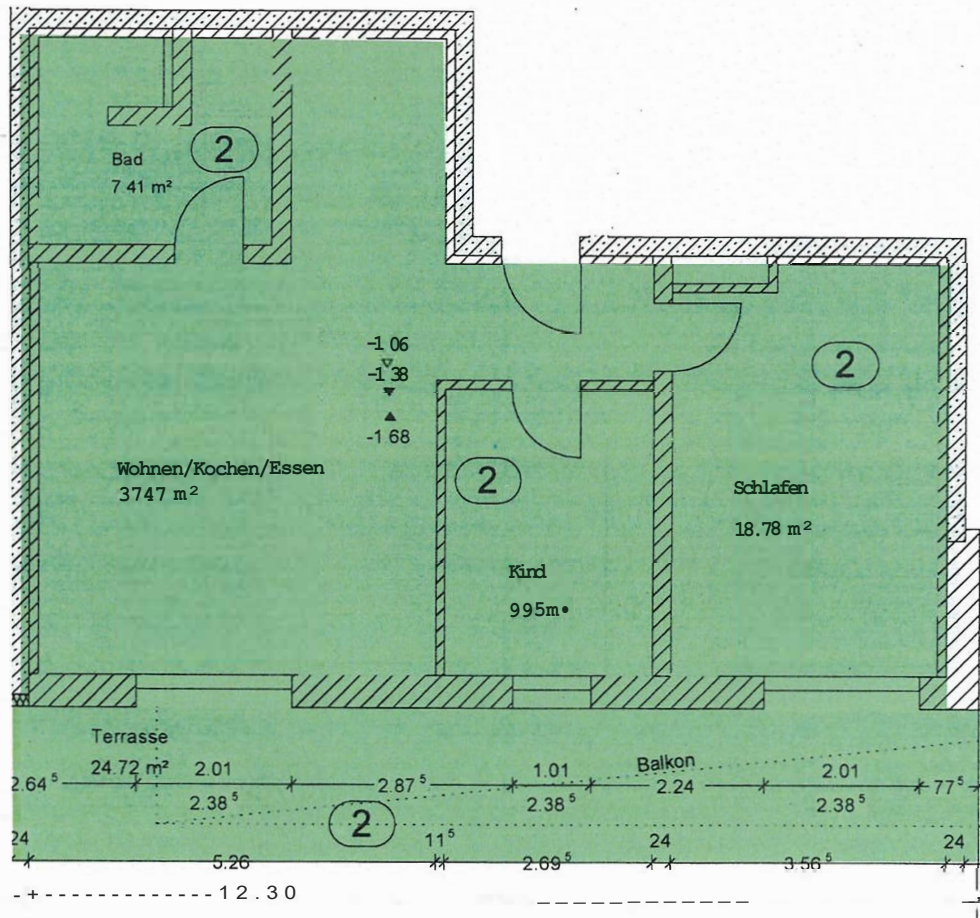 Bad
2
7.41 m²
-1 06
-1 38
-1 68
2
Wohnen/Kochen/Essen
3747 m²
2
Schlafen
18.78 m²
Kind
995m•
Terrasse
24.72 m²
Balkon
2.64⁵ 2.01 2.87⁵ 1.01 2.24 2.01 77⁵
2.38⁵ 2.38⁵ 2.38⁵
2
24 11⁵ 24 24
5.26 2.69⁵ 3.56⁵
-+-------------12.30